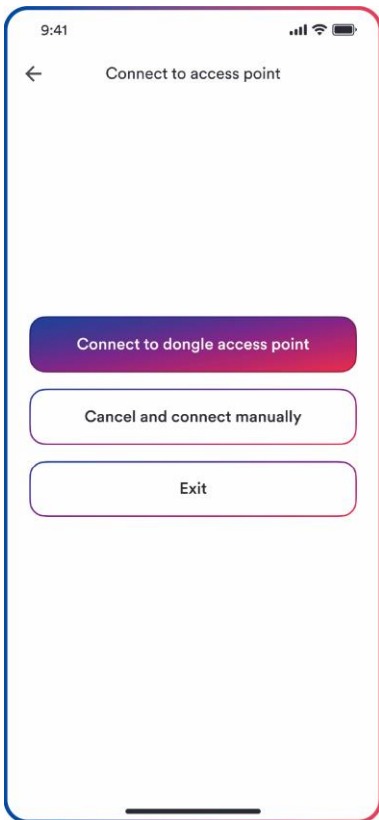 9:41
Connect to access point
Connect to dongle access point
Cancel and connect manually
Exit